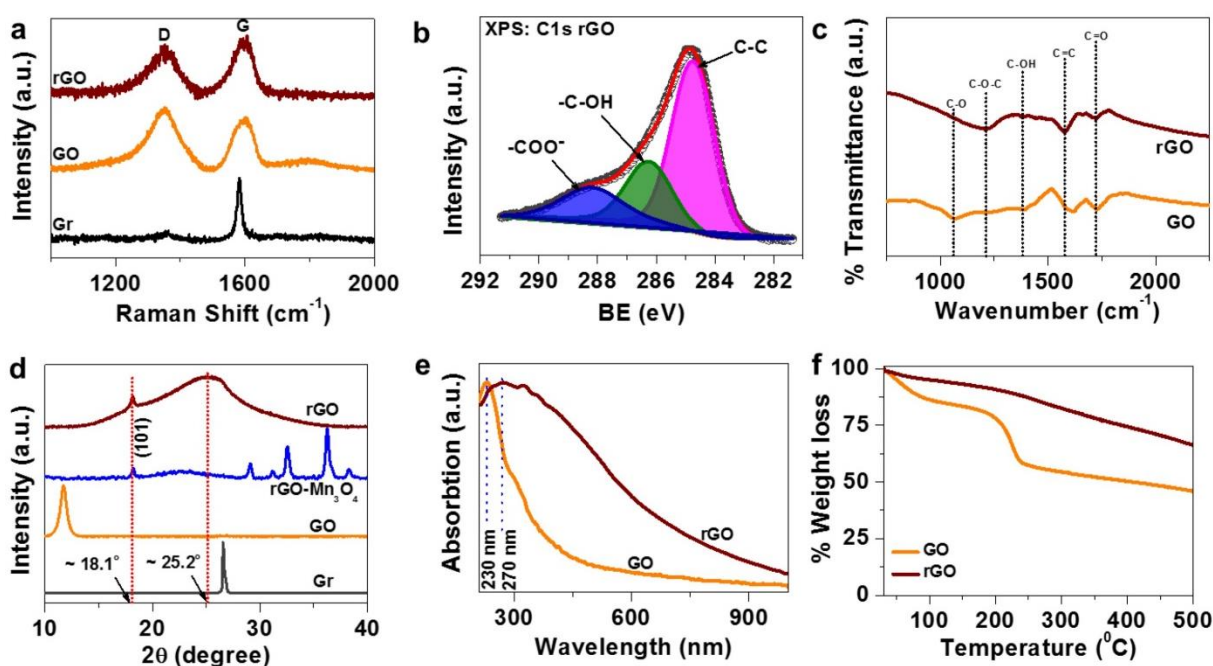 a
D
G
rGO
GO
Gr
Intensity (a.u.)
1200
1600
2000
Raman Shift (cm⁻¹)
b
XPS: C1s rGO
C-C
-C-OH
-COO⁻
Intensity (a.u.)
292
290
288
286
284
282
BE (eV)
c
C-O
C-O-C
C-OH
C=C
C=O
rGO
GO
% Transmittance (a.u.)
1000
1500
2000
Wavenumber (cm⁻¹)
d
rGO
(101)
rGO-Mn₃O₄
GO
~ 18.1°
~ 25.2°
Gr
Intensity (a.u.)
10
20
30
40
2θ (degree)
e
230 nm
270 nm
rGO
GO
Absorbtion (a.u.)
300
600
900
Wavelength (nm)
f
100
75
50
25
0
% Weight loss
GO
rGO
100
200
300
400
500
Temperature (⁰C)